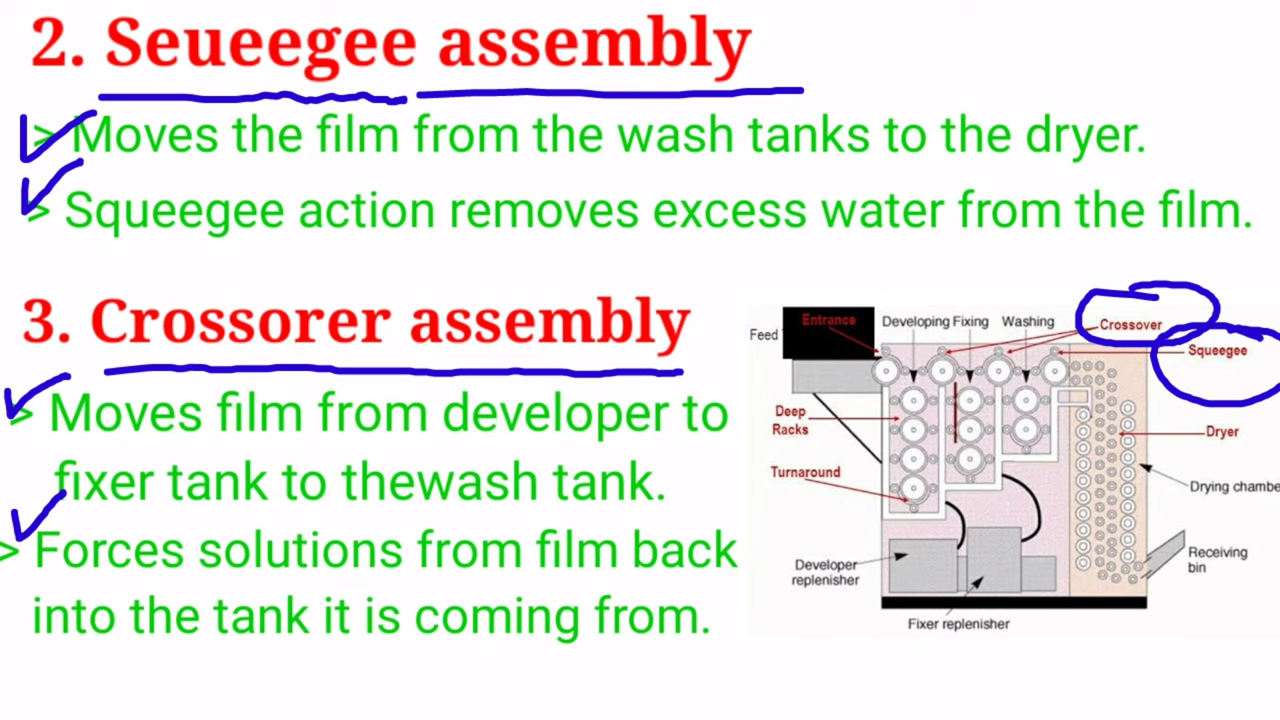 2. Seueegee assembly
> Moves the film from the wash tanks to the dryer.
> Squeegee action removes excess water from the film.
3. Crossorer assembly
> Moves film from developer to
fixer tank to thewash tank.
> Forces solutions from film back
into the tank it is coming from.
Feed
Entrance
Developing Fixing Washing
Crossover
Squeegee
Deep
Racks
Dryer
Turnaround
Drying chambe
Developer
replenisher
Receiving
bin
Fixer replenisher